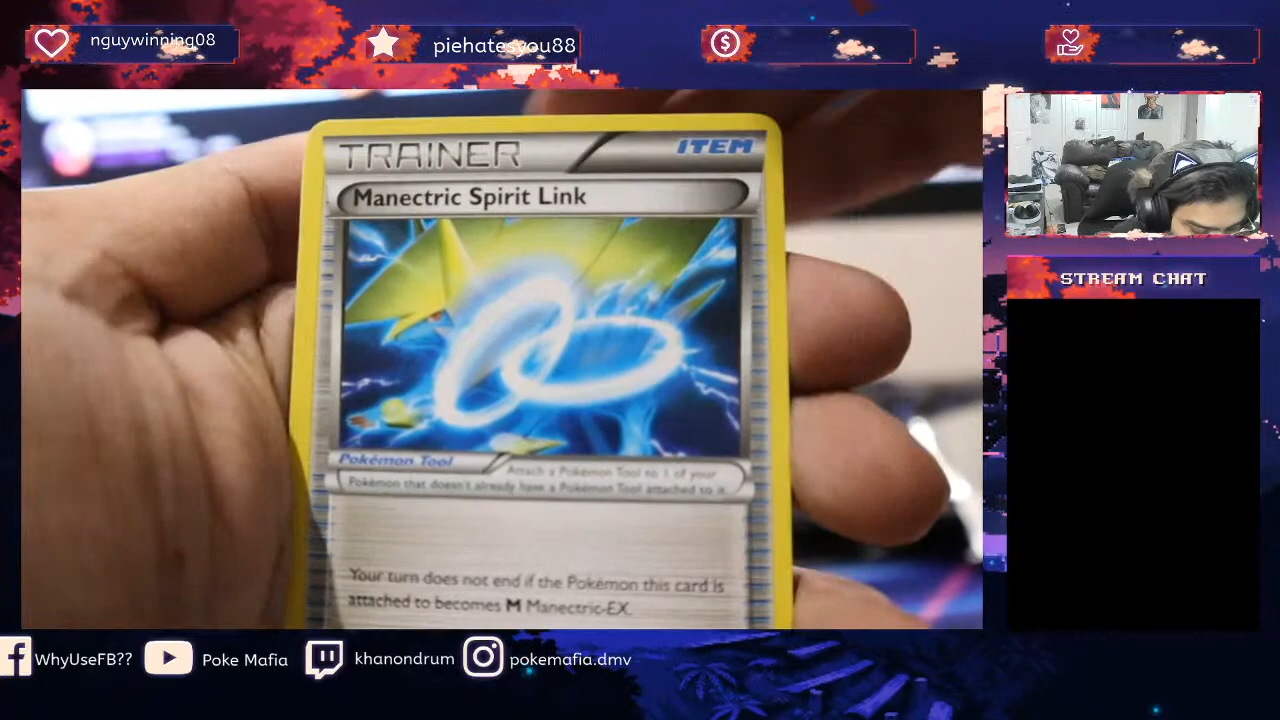 nguywinning08
piehatesyou88
TRAINER
ITEM
Manectric Spirit Link
Pokémon Tool
Attach a Pokémon Tool to 1 of your
Pokémon that doesn't already have a Pokémon Tool attached to it.
Your turn does not end if the Pokémon this card is
attached to becomes M Manectric-EX.
STREAM CHAT
WhyUseFB??
Poke Mafia
khanondrum
pokemafia.dmv